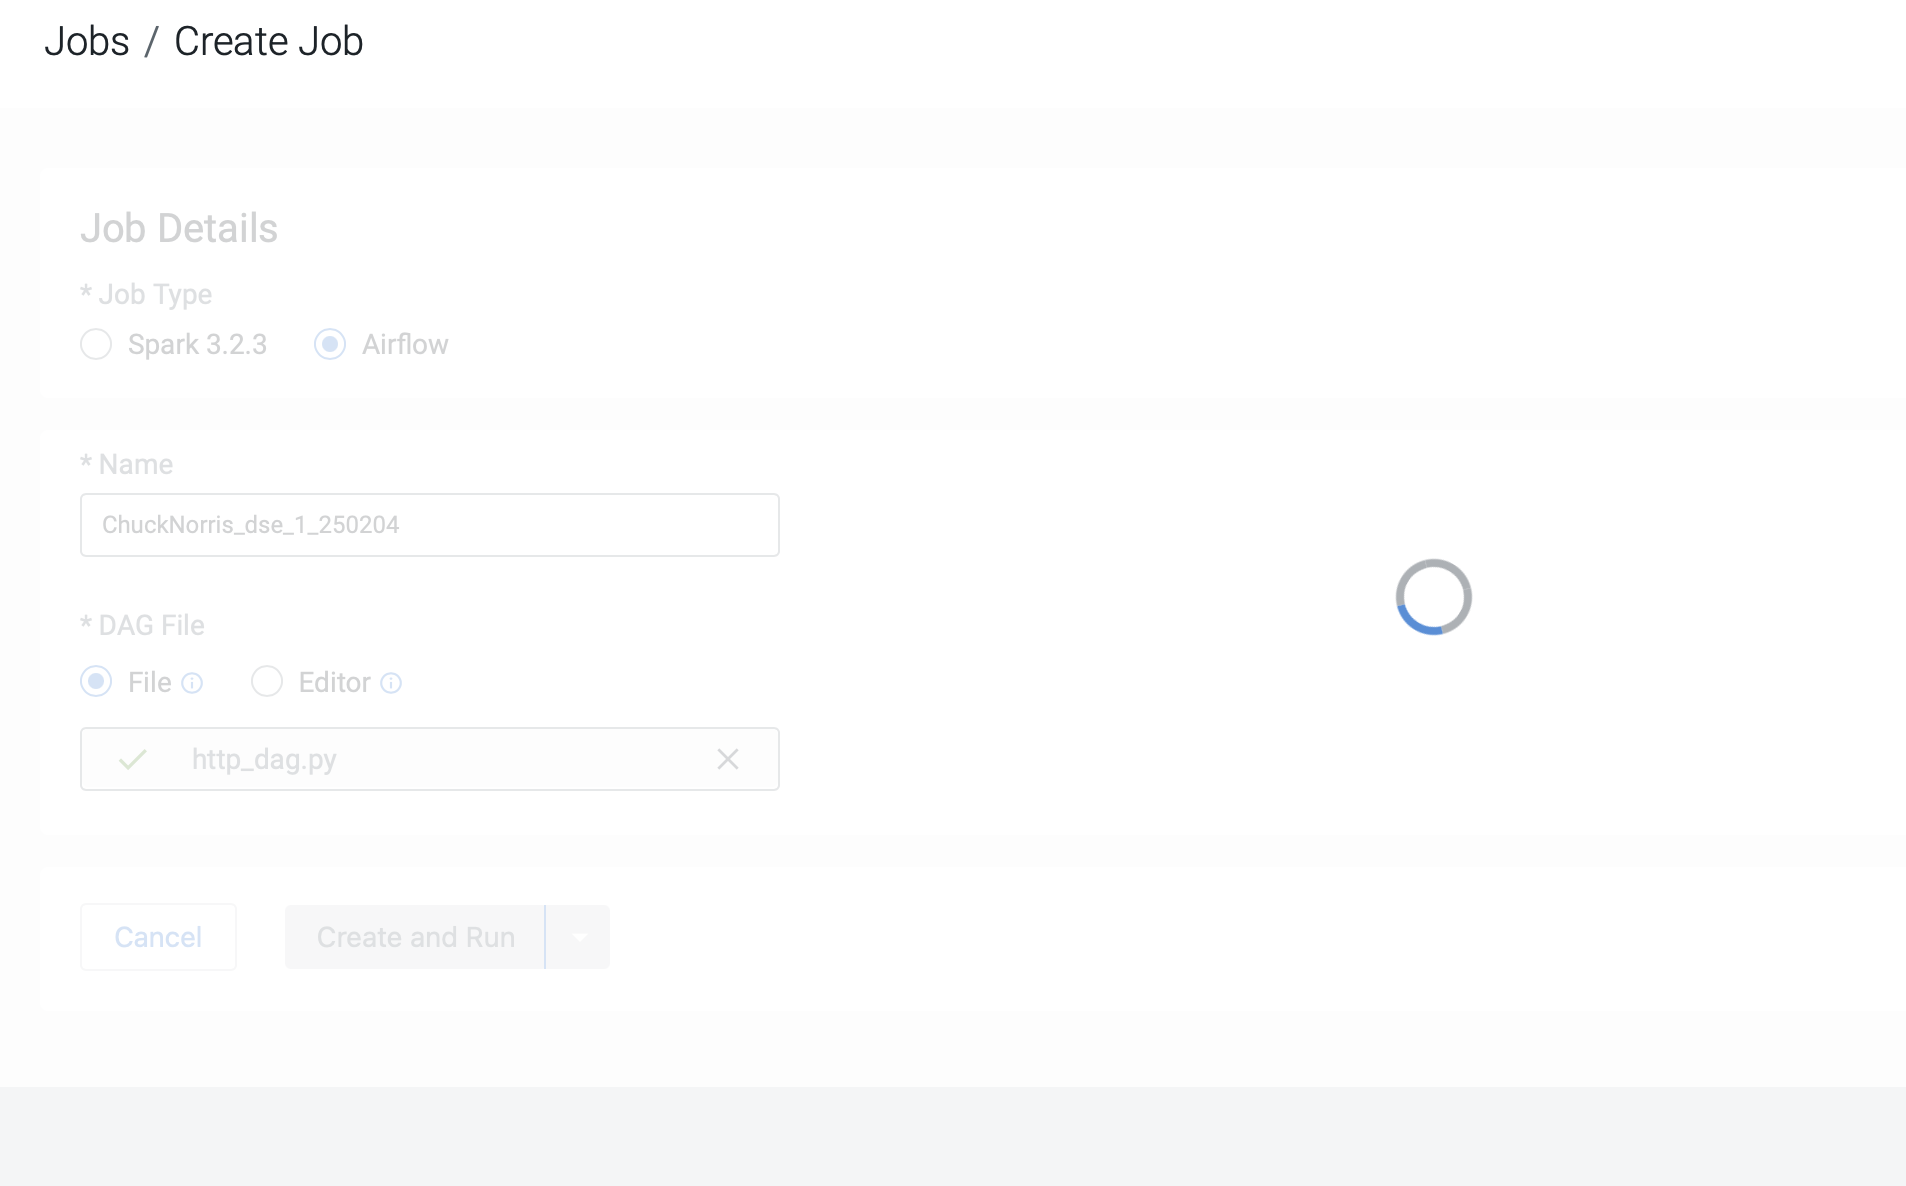 Jobs / Create Job
Job Details
* Job Type
Spark 3.2.3 Airflow
* Name
ChuckNorris_dse_1_250204
* DAG File
File Editor
http_dag.py
Cancel Create and Run